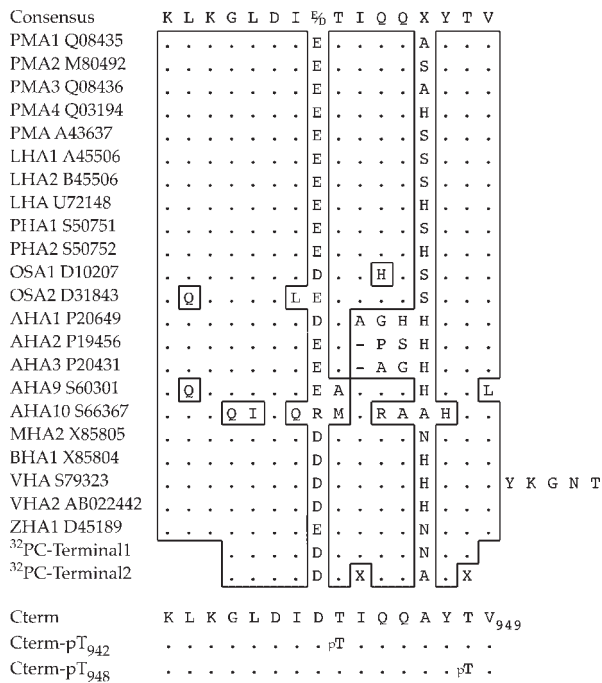 Consensus K L K G L D I E/D T I Q Q X Y T V
PMA1 Q08435 . . . . . . . E . . . . A . . .
PMA2 M80492 . . . . . . . E . . . . S . . .
PMA3 Q08436 . . . . . . . E . . . . A . . .
PMA4 Q03194 . . . . . . . E . . . . H . . .
PMA A43637 . . . . . . . E . . . . S . . .
LHA1 A45506 . . . . . . . E . . . . S . . .
LHA2 B45506 . . . . . . . E . . . . S . . .
LHA U72148 . . . . . . . E . . . . H . . .
PHA1 S50751 . . . . . . . E . . . . S . . .
PHA2 S50752 . . . . . . . E . . . . H . . .
OSA1 D10207 . . . . . . . D . . H . S . . .
OSA2 D31843 . Q . . . . L E . . . . S . . .
AHA1 P20649 . . . . . . . D . A G H H . . .
AHA2 P19456 . . . . . . . E . - P S H . . .
AHA3 P20431 . . . . . . . E . - A G H . . .
AHA9 S60301 . Q . . . . . E A . . . H . . L
AHA10 S66367 . . . Q I . Q R M . R A A H . .
MHA2 X85805 . . . . . . . D . . . . N . . .
BHA1 X85804 . . . . . . . D . . . . H . . .
VHA S79323 . . . . . . . D . . . . H . . . Y K G N T
VHA2 AB022442 . . . . . . . D . . . . H . . .
ZHA1 D45189 . . . . . . . E . . . . N . . .
32PC-Terminal1 . . . . D . . . . N . .
32PC-Terminal2 . . . . D . X . . A . X
Cterm K L K G L D I D T I Q Q A Y T V949
Cterm-pT942 . . . . . . . . pT . . . . . . .
Cterm-pT948 . . . . . . . . . . . . . . pT .